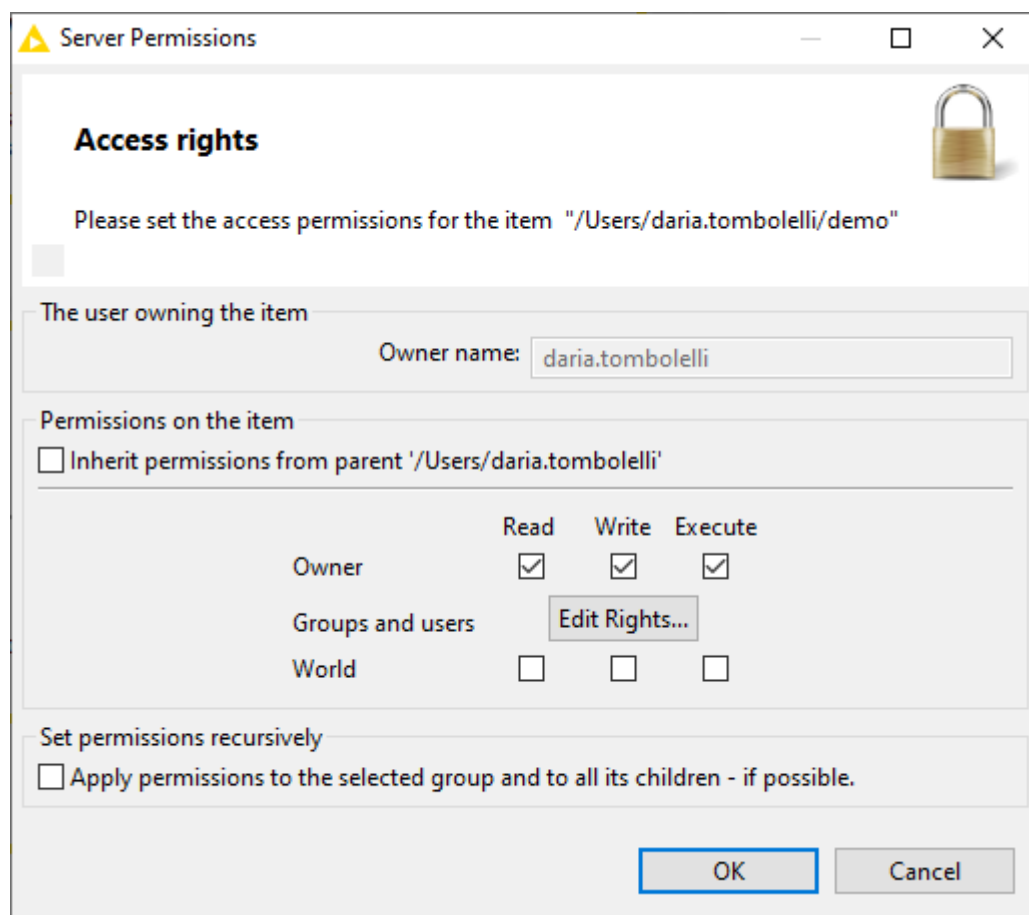 Server Permissions
Access rights
Please set the access permissions for the item "/Users/daria.tombolelli/demo"
The user owning the item
Owner name: daria.tombolelli
Permissions on the item
Inherit permissions from parent '/Users/daria.tombolelli'
Read Write Execute
Owner
Groups and users Edit Rights...
World
Set permissions recursively
Apply permissions to the selected group and to all its children - if possible.
OK Cancel